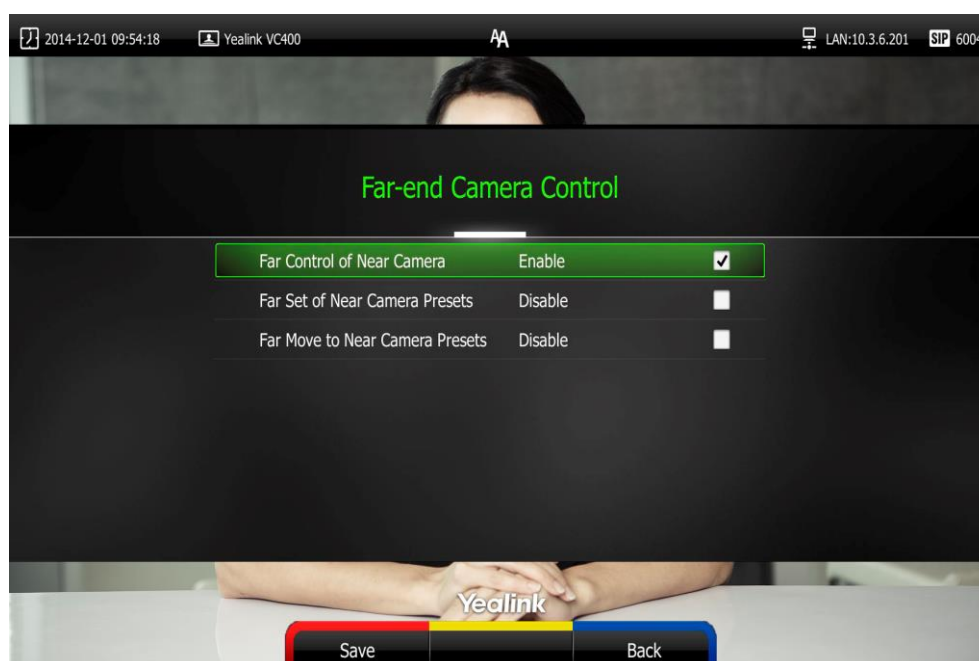 2014-12-01 09:54:18 Yealink VC400 AA LAN:10.3.6.201 SIP 6004
Far-end Camera Control
Far Control of Near Camera Enable
Far Set of Near Camera Presets Disable
Far Move to Near Camera Presets Disable
Yealink
Save Back